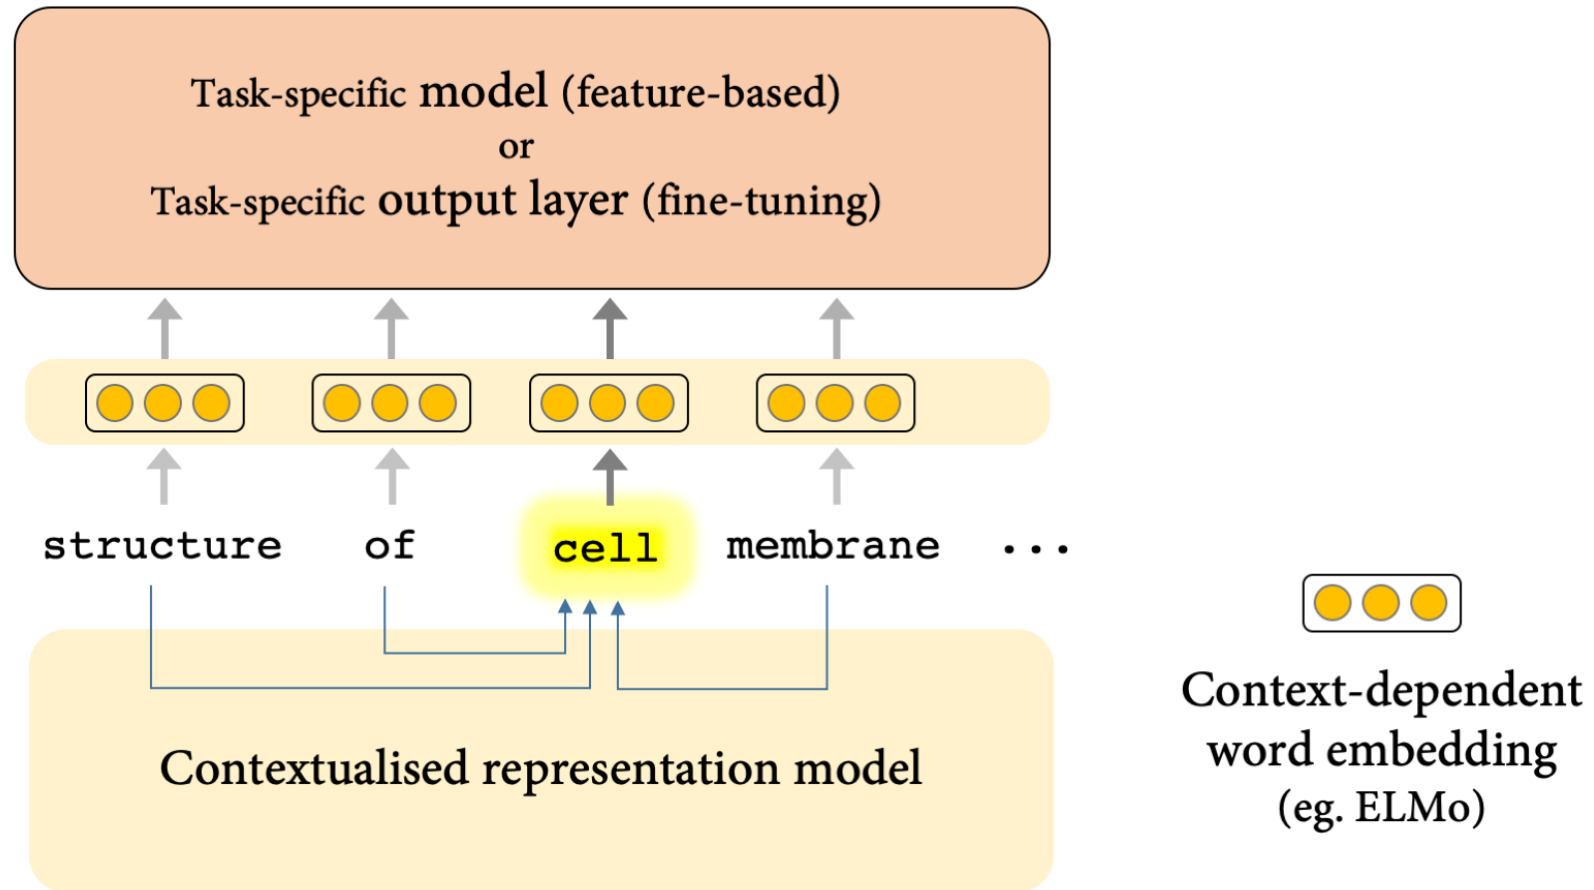 Task-specific model (feature-based)
or
Task-specific output layer (fine-tuning)
structure of cell membrane ...
Contextualised representation model
Context-dependent
word embedding
(eg. ELMo)